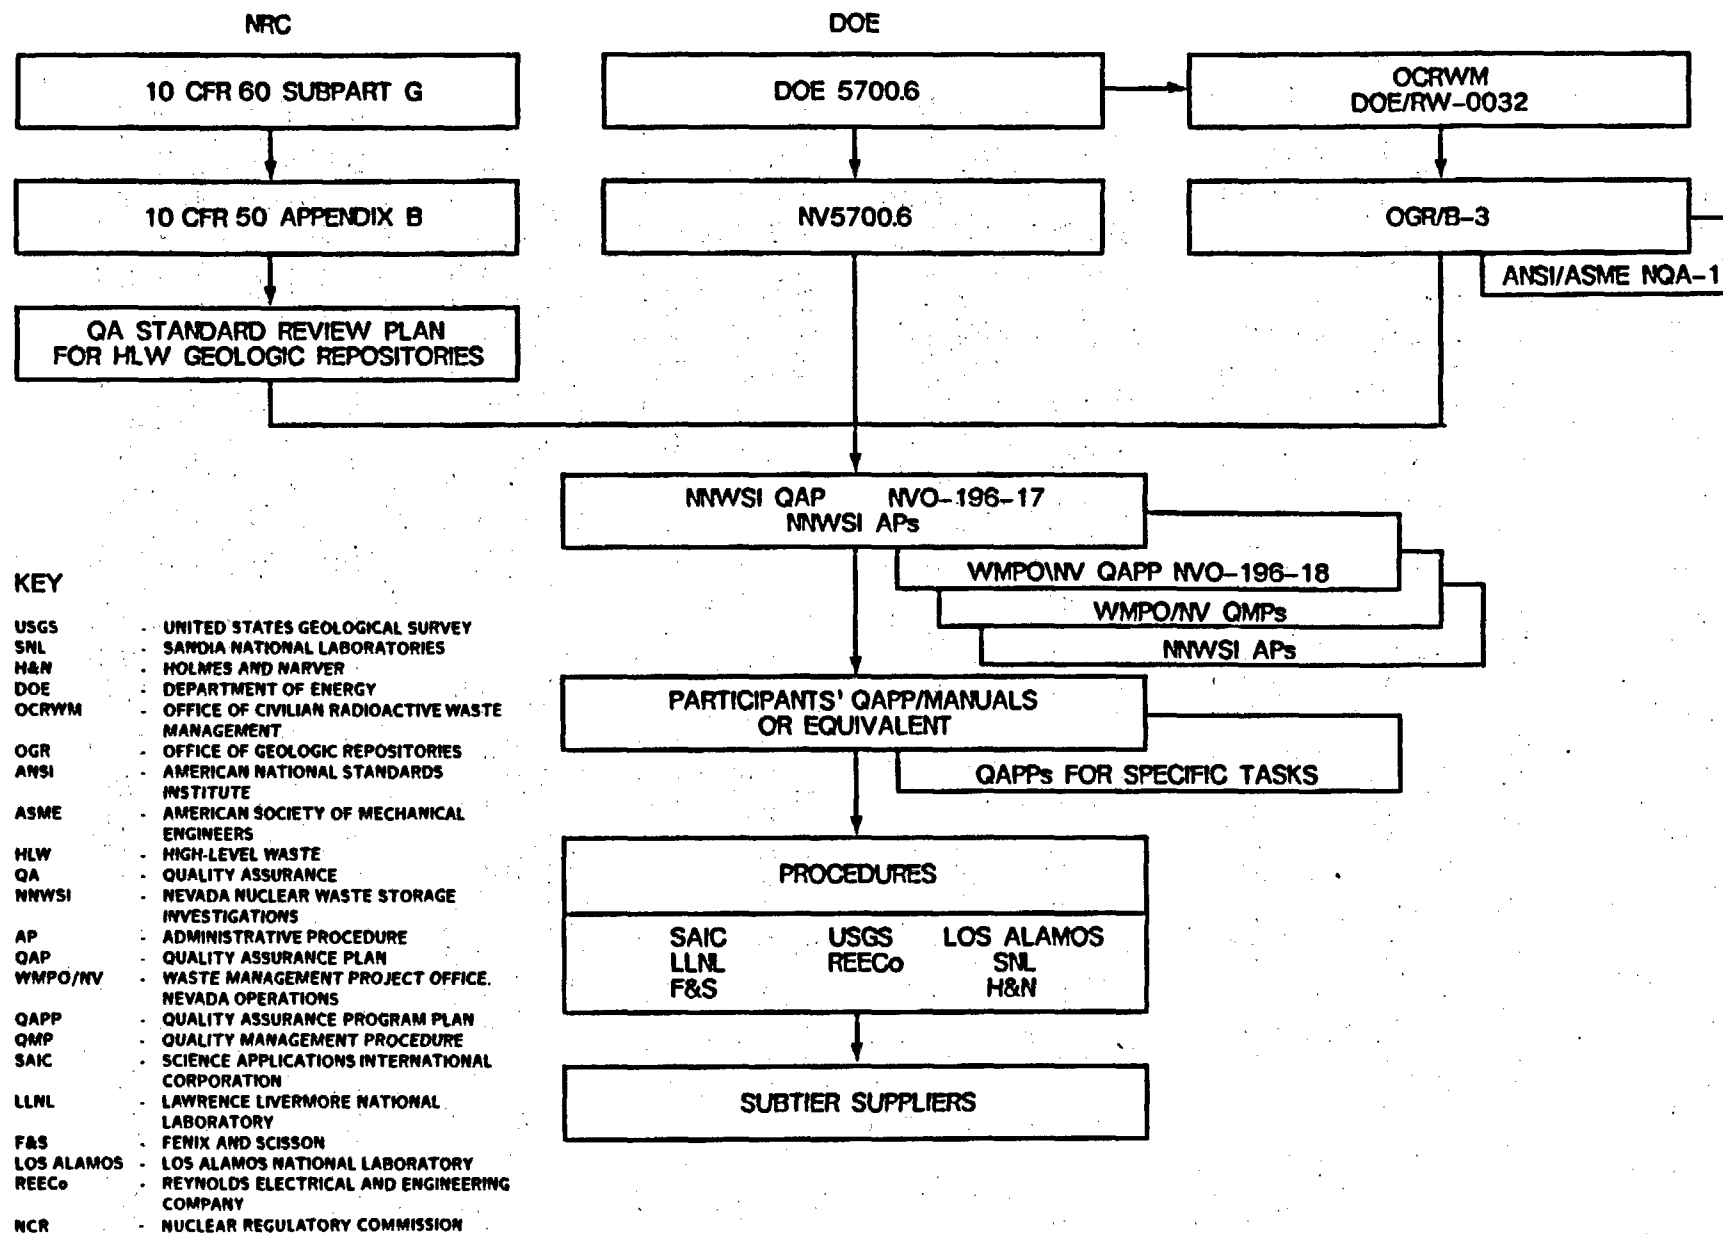 NRC
DOE
10 CFR 60 SUBPART G
DOE 5700.6
OCRWM
DOE/RW-0032
10 CFR 50 APPENDIX B
NV5700.6
OGR/B-3
ANSI/ASME NQA-1
QA STANDARD REVIEW PLAN
FOR HLW GEOLOGIC REPOSITORIES
NNWSI QAP NVO-196-17
NNWSI APs
WMPO\NV QAPP NVO-196-18
WMPO/NV QMPs
NNWSI APs
PARTICIPANTS' QAPP/MANUALS
OR EQUIVALENT
QAPPs FOR SPECIFIC TASKS
PROCEDURES
SAIC USGS LOS ALAMOS
LLNL REECo SNL
F&S H&N
SUBTIER SUPPLIERS
KEY
USGS - UNITED STATES GEOLOGICAL SURVEY
SNL - SANDIA NATIONAL LABORATORIES
H&N - HOLMES AND NARVER
DOE - DEPARTMENT OF ENERGY
OCRWM - OFFICE OF CIVILIAN RADIOACTIVE WASTE
MANAGEMENT
OGR - OFFICE OF GEOLOGIC REPOSITORIES
ANSI - AMERICAN NATIONAL STANDARDS
INSTITUTE
ASME - AMERICAN SOCIETY OF MECHANICAL
ENGINEERS
HLW - HIGH-LEVEL WASTE
QA - QUALITY ASSURANCE
NNWSI - NEVADA NUCLEAR WASTE STORAGE
INVESTIGATIONS
AP - ADMINISTRATIVE PROCEDURE
QAP - QUALITY ASSURANCE PLAN
WMPO/NV - WASTE MANAGEMENT PROJECT OFFICE.
NEVADA OPERATIONS
QAPP - QUALITY ASSURANCE PROGRAM PLAN
QMP - QUALITY MANAGEMENT PROCEDURE
SAIC - SCIENCE APPLICATIONS INTERNATIONAL
CORPORATION
LLNL - LAWRENCE LIVERMORE NATIONAL
LABORATORY
F&S - FENIX AND SCISSON
LOS ALAMOS - LOS ALAMOS NATIONAL LABORATORY
REECo - REYNOLDS ELECTRICAL AND ENGINEERING
COMPANY
NCR - NUCLEAR REGULATORY COMMISSION